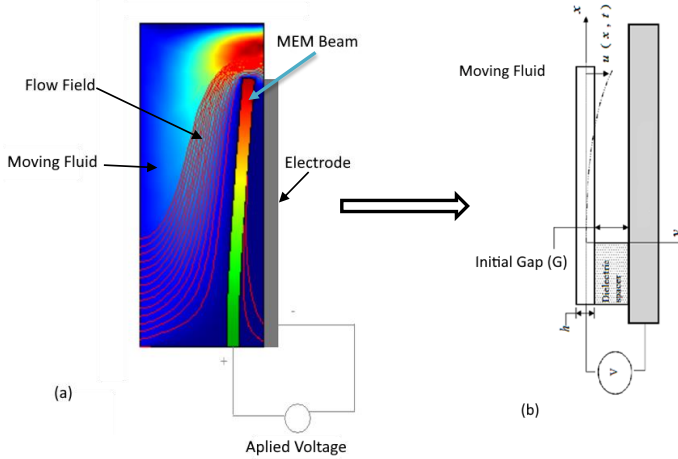 MEM Beam
Flow Field
Moving Fluid
Electrode
+
-
Aplied Voltage
(a)
x
u ( x , t )
Moving Fluid
Initial Gap (G)
Dielectric
spacer
h
V
(b)